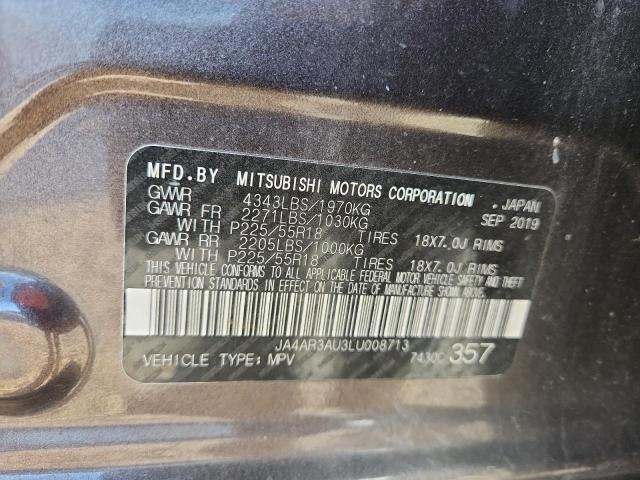 MFD.BY MITSUBISHI MOTORS CORPORATION, JAPAN
GVWR 4343LBS/1970KG SEP 2019
GAWR FR 2271LBS/1030KG
WITH P225/55R18 TIRES 18X7.0J RIMS
GAWR RR 2205LBS/1000KG
WITH P225/55R18 TIRES 18X7.0J RIMS
THIS VEHICLE CONFORMS TO ALL APPLICABLE FEDERAL MOTOR VEHICLE SAFETY AND THEFT
PREVENTION STANDARDS IN EFFECT ON THE DATE OF MANUFACTURE SHOWN ABOVE.
JA4AR3AU3LU008713
VEHICLE TYPE: MPV 7430C 357